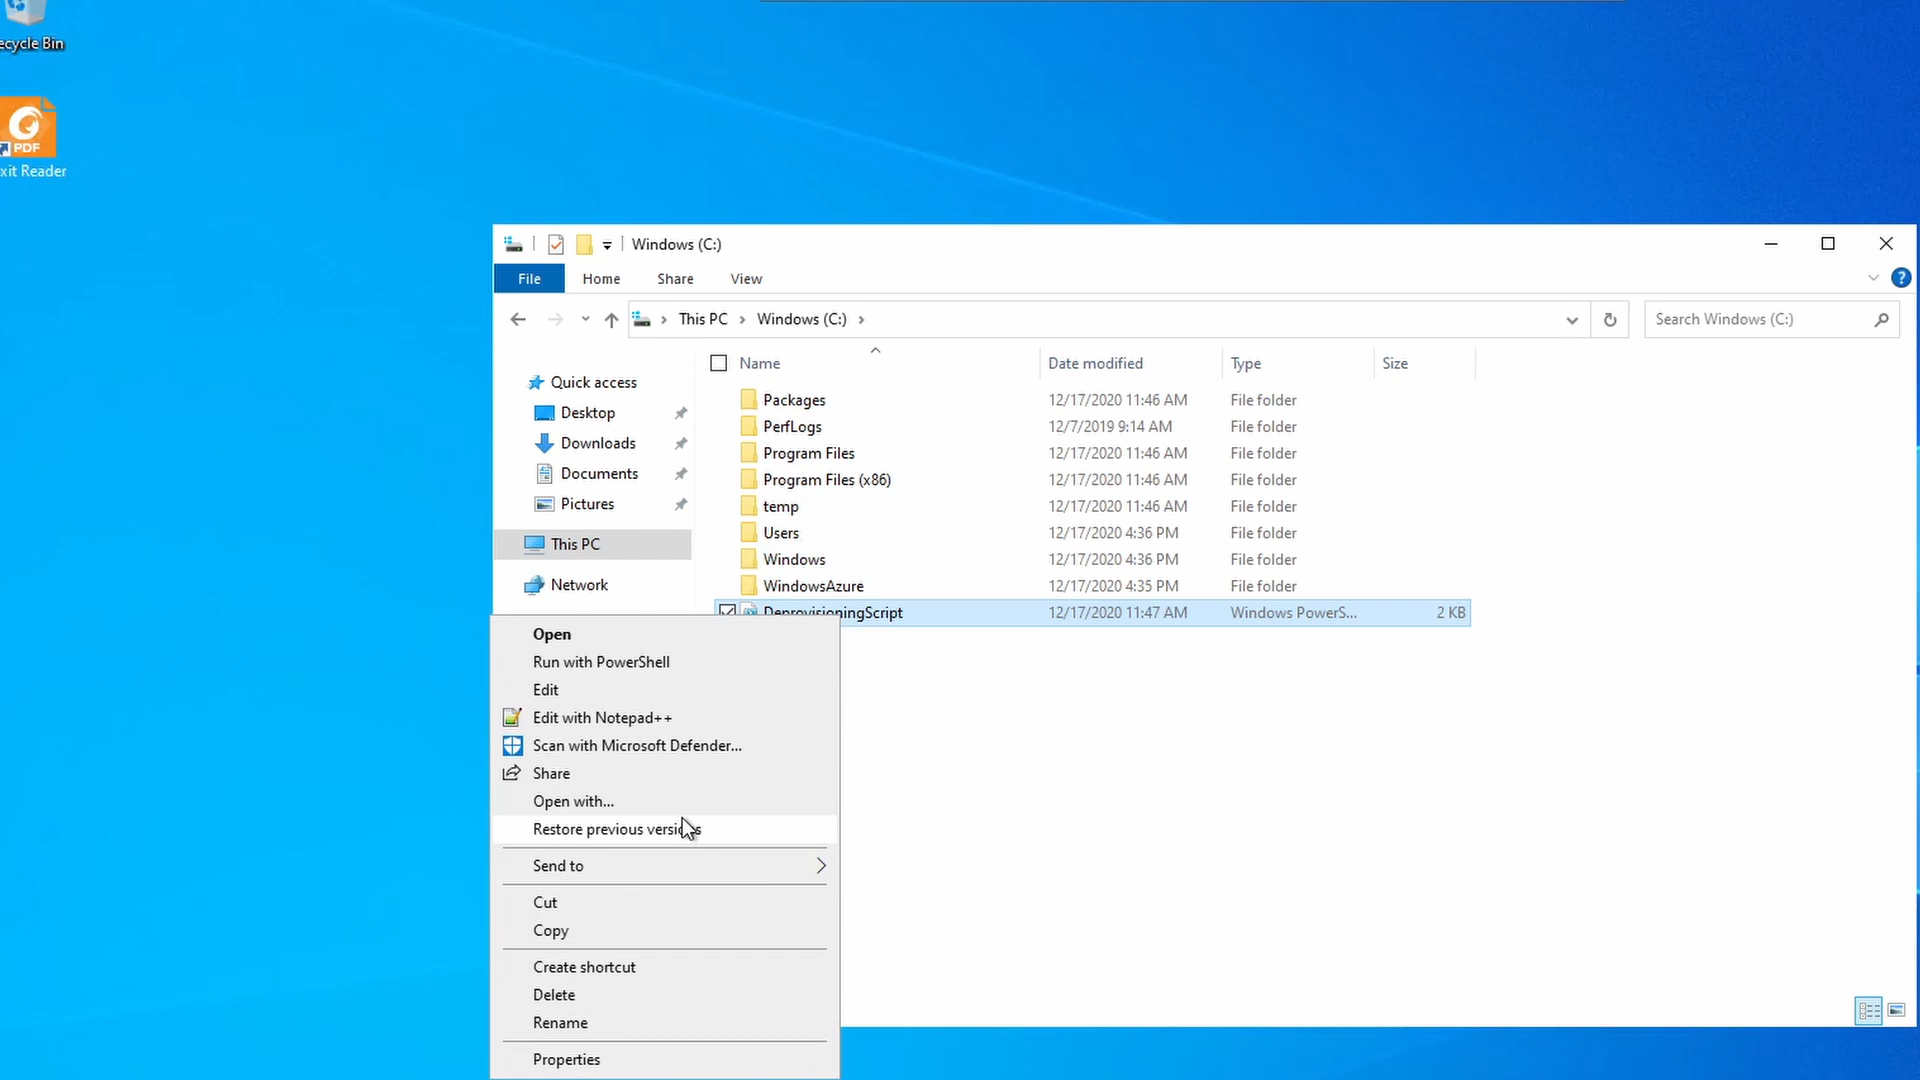 ecycle Bin
PDF
xit Reader
Windows (C:)
File Home Share View
This PC Windows (C:)
Search Windows (C:)
Name Date modified Type Size
Quick access
Desktop
Downloads
Documents
Pictures
This PC
Network
Packages 12/17/2020 11:46 AM File folder
PerfLogs 12/7/2019 9:14 AM File folder
Program Files 12/17/2020 11:46 AM File folder
Program Files (x86) 12/17/2020 11:46 AM File folder
temp 12/17/2020 11:46 AM File folder
Users 12/17/2020 4:36 PM File folder
Windows 12/17/2020 4:36 PM File folder
WindowsAzure 12/17/2020 4:35 PM File folder
DeprovisioningScript 12/17/2020 11:47 AM Windows PowerS... 2 KB
Open
Run with PowerShell
Edit
Edit with Notepad++
Scan with Microsoft Defender...
Share
Open with...
Restore previous versions
Send to
Cut
Copy
Create shortcut
Delete
Rename
Properties